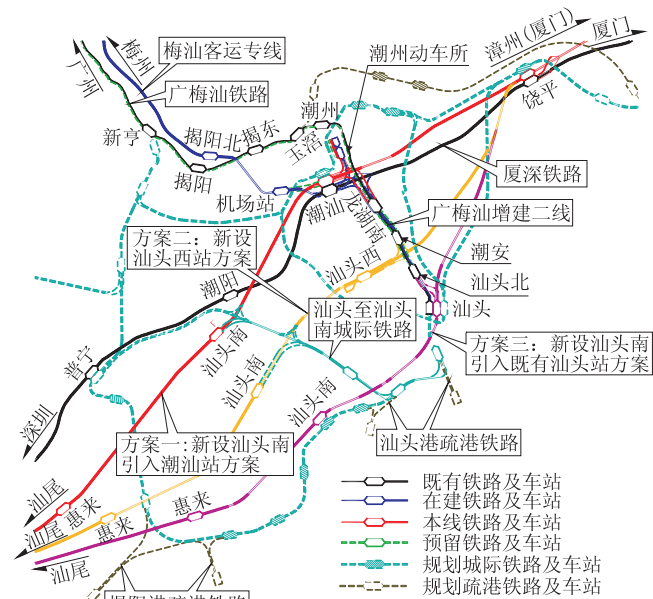 漳州(厦门)
厦门
潮州动车所
梅州
梅汕客运专线
广州
广梅汕铁路
饶平
潮州
新亨
揭阳北
揭东
玉滘
揭阳
厦深铁路
机场站
潮汕
龙湖南
广梅汕增建二线
方案二：新设
汕头西站方案
潮安
汕头西
汕头北
潮阳
汕头至汕头
南城际铁路
汕头
汕头南
方案三：新设汕头南
引入既有汕头站方案
普宁
汕头南
汕头南
深圳
方案一:新设汕头南
引入潮汕站方案
汕头港疏港铁路
汕尾
惠来
惠来
惠来
汕尾
汕尾
既有铁路及车站
在建铁路及车站
本线铁路及车站
预留铁路及车站
规划城际铁路及车站
规划疏港铁路及车站